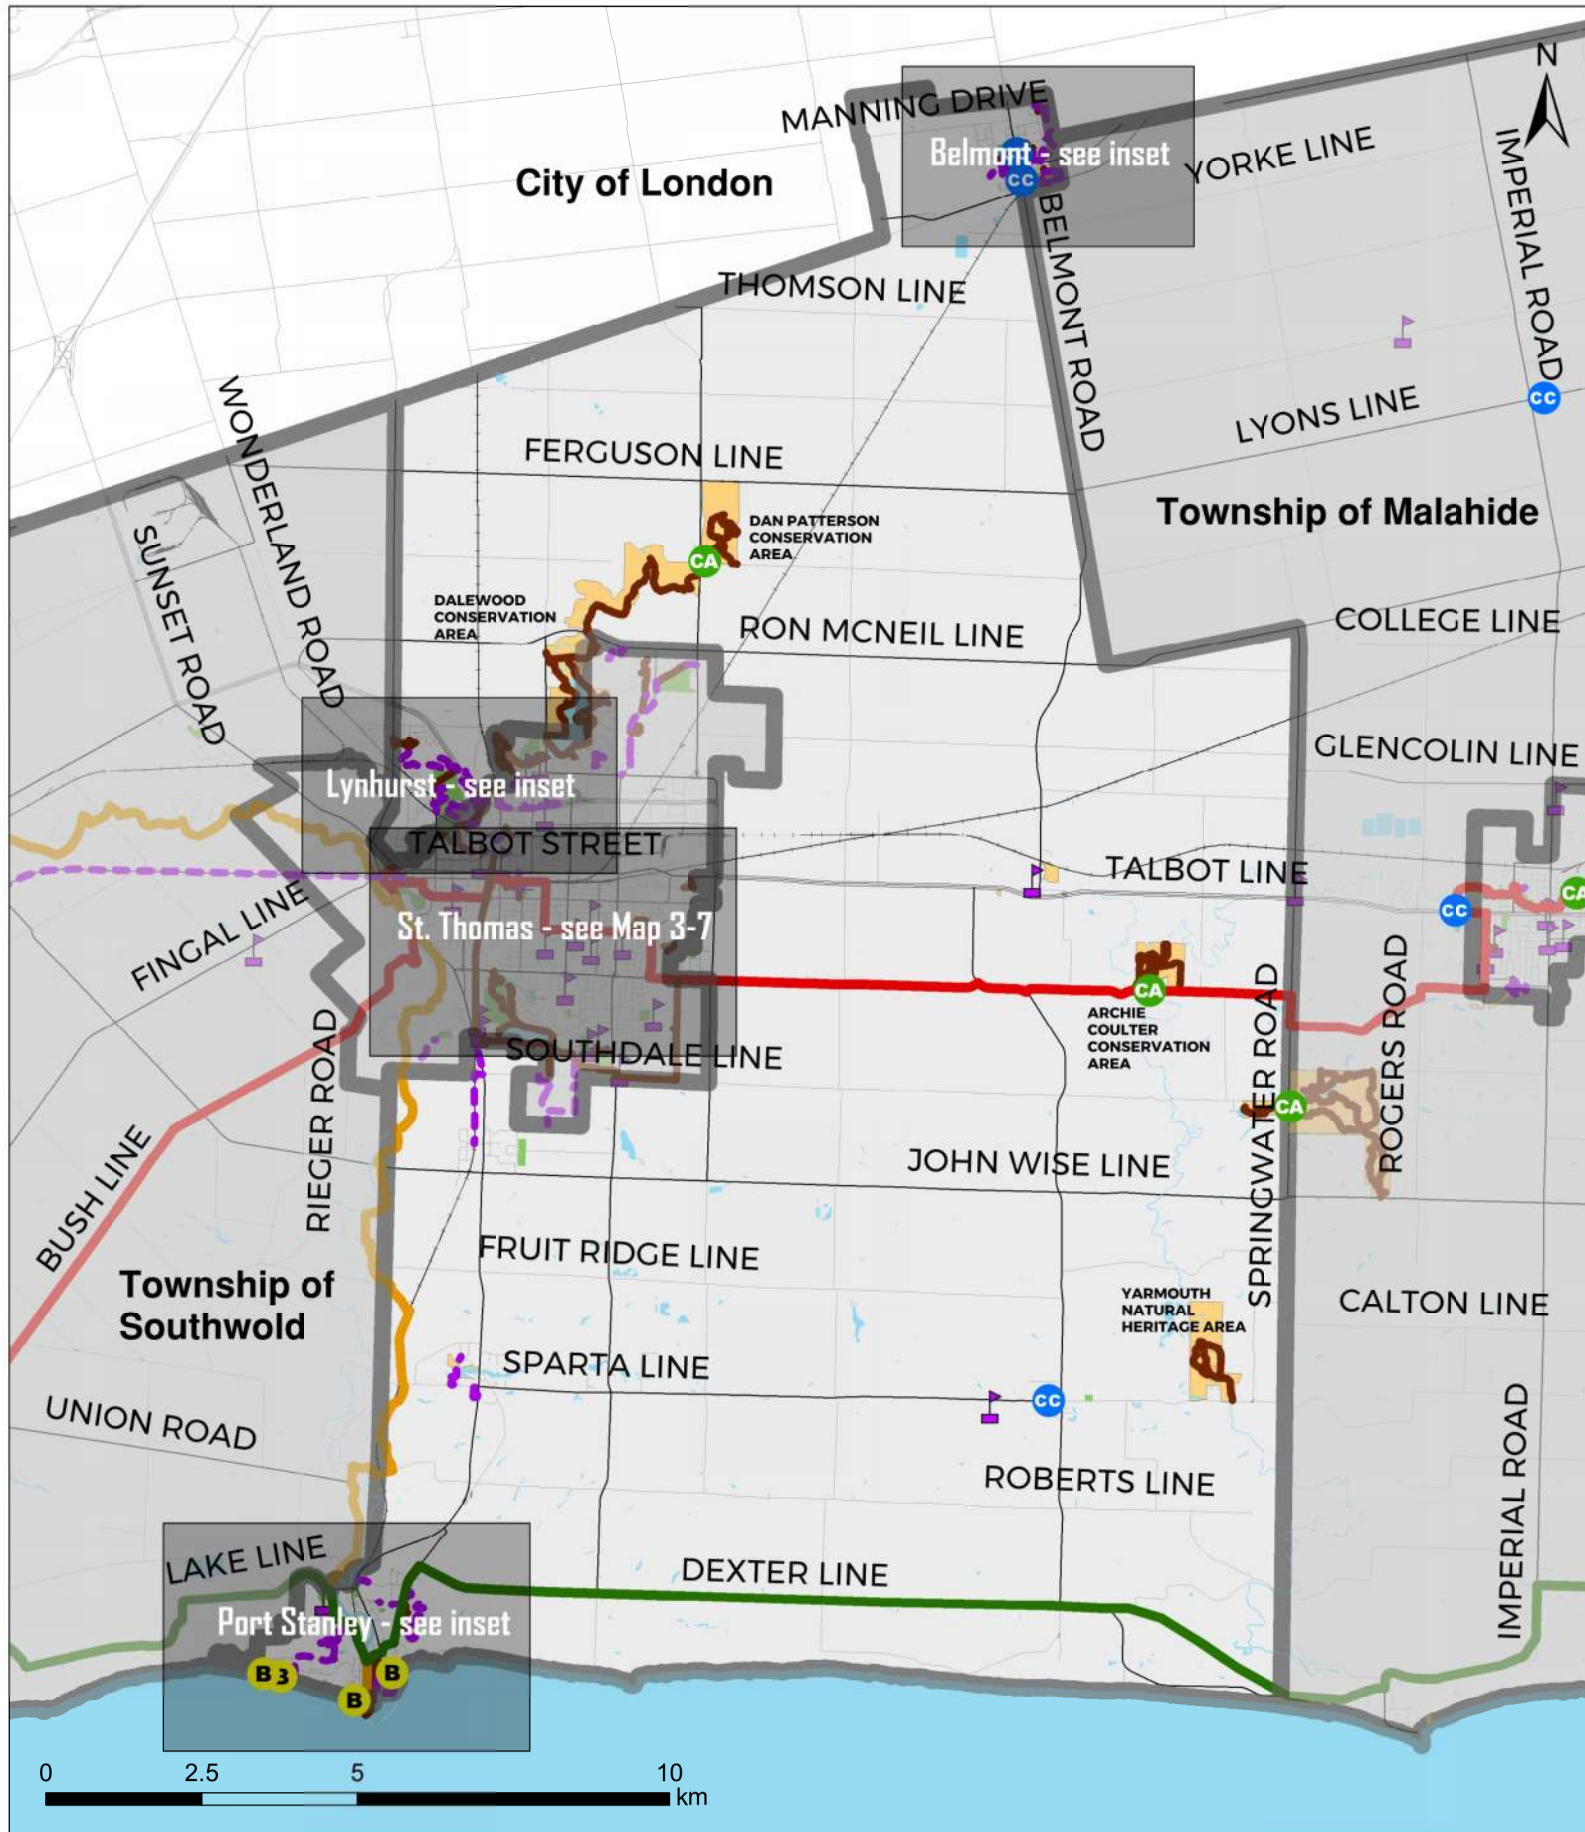 N
MANNING DRIVE
Belmont - see inset
CC
YORKE LINE
IMPERIAL ROAD
City of London
BELMONT ROAD
THOMSON LINE
WONDERLAND ROAD
CC
LYONS LINE
FERGUSON LINE
Township of Malahide
SUNSET ROAD
DAN PATTERSON
CONSERVATION
AREA
CA
DALEWOOD
CONSERVATION
AREA
RON MCNEIL LINE
COLLEGE LINE
GLENCOLIN LINE
Lynhurst - see inset
TALBOT STREET
TALBOT LINE
CC
CA
FINGAL LINE
St. Thomas - see Map 3-7
CA
ARCHIE
COULTER
CONSERVATION
AREA
SPRINGWATER ROAD
ROGERS ROAD
RIEGER ROAD
SOUTHDALE LINE
CA
BUSH LINE
JOHN WISE LINE
FRUIT RIDGE LINE
Township of
Southwold
YARMOUTH
NATURAL
HERITAGE AREA
CALTON LINE
SPARTA LINE
CC
UNION ROAD
IMPERIAL ROAD
ROBERTS LINE
LAKE LINE
DEXTER LINE
Port Stanley - see inset
B 3
B
B
0
2.5
5
10
km